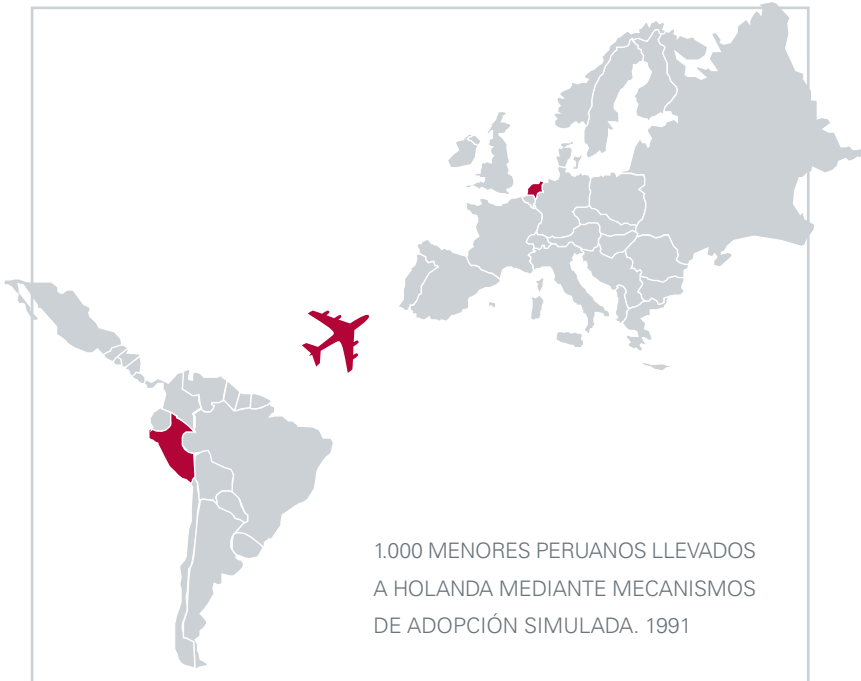 1.000 MENORES PERUANOS LLEVADOS
A HOLANDA MEDIANTE MECANISMOS
DE ADOPCIÓN SIMULADA. 1991